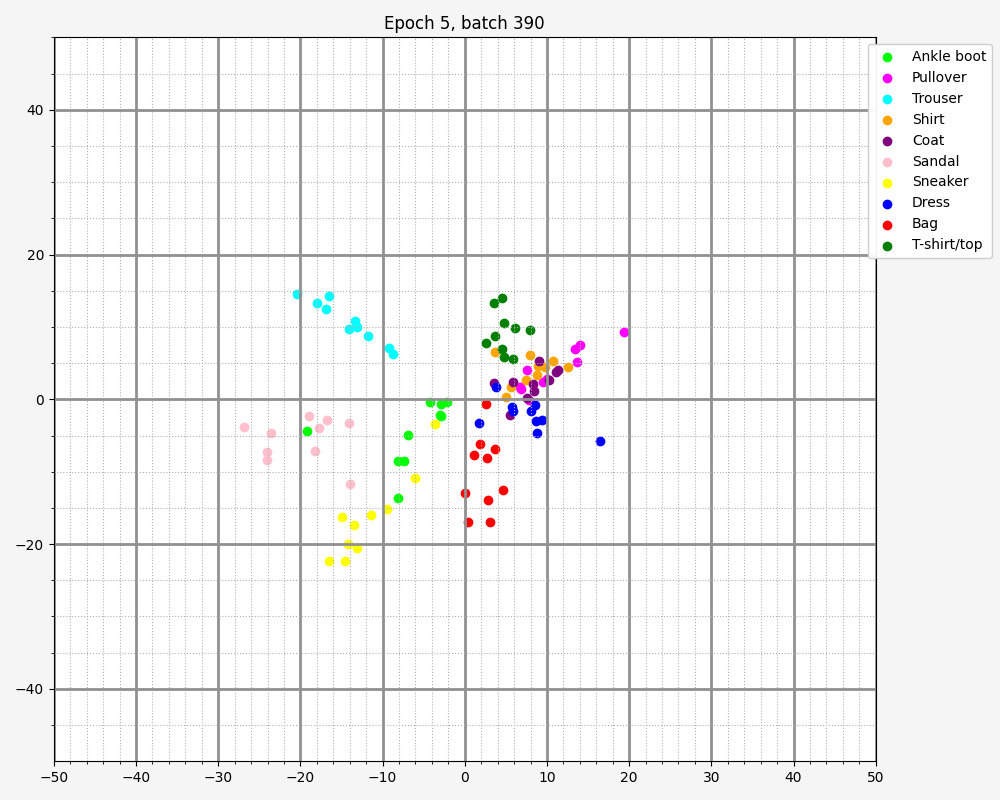 Epoch 5, batch 390
Ankle boot
Pullover
Trouser
Shirt
Coat
Sandal
Sneaker
Dress
Bag
T-shirt/top
40
20
0
−20
−40
−50 −40 −30 −20 −10 0 10 20 30 40 50